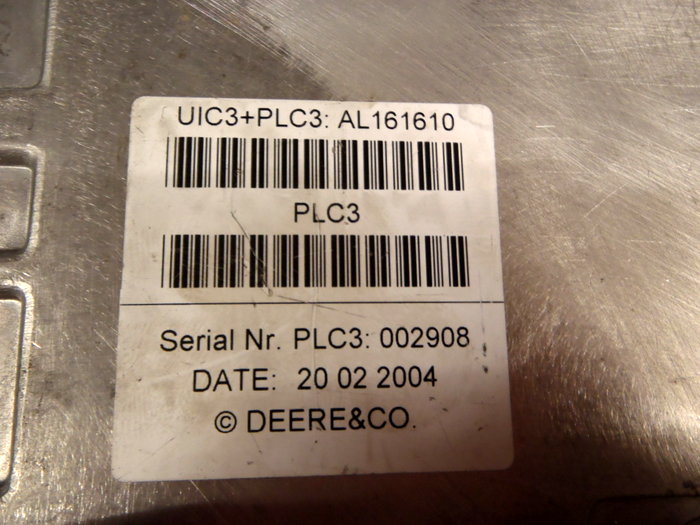 UIC3+PLC3: AL161610
PLC3
Serial Nr. PLC3: 002908
DATE: 20 02 2004
© DEERE&CO.